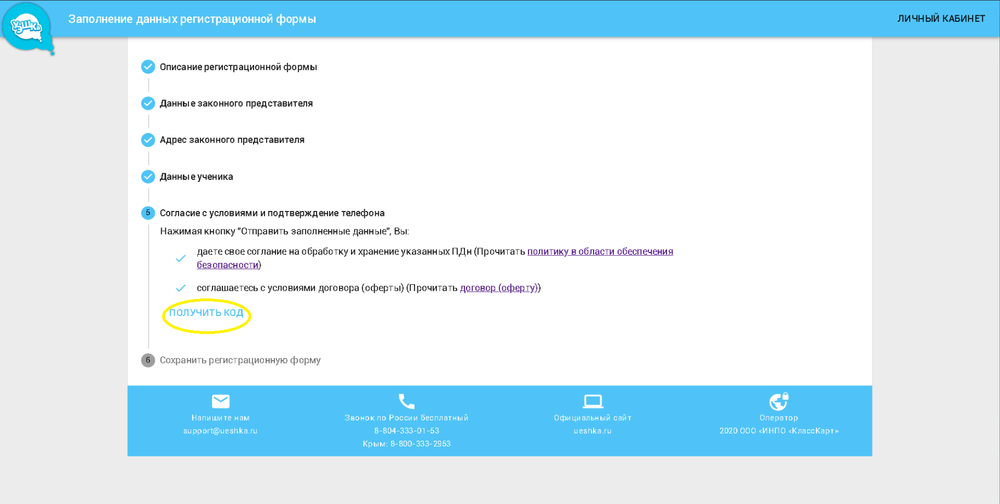 уэшка
Заполнение данных регистрационной формы
ЛИЧНЫЙ КАБИНЕТ
Описание регистрационной формы
Данные законного представителя
Адрес законного представителя
Данные ученика
5 Согласие с условиями и подтверждение телефона
Нажимая кнопку "Отправить заполненные данные", Вы:
даете свое соглание на обработку и хранение указанных ПДн (Прочитать политику в области обеспечения
безопасности)
соглашаетесь с условиями договора (оферты) (Прочитать договор (оферту))
ПОЛУЧИТЬ КОД
6 Сохранить регистрационную форму
Напишите нам
support@ueshka.ru
Звонок по России бесплатный
8-804-333-01-53
Крым: 8-800-333-2953
Официальный сайт
ueshka.ru
Оператор
2020 ООО «ИНПО «КлассКарт»